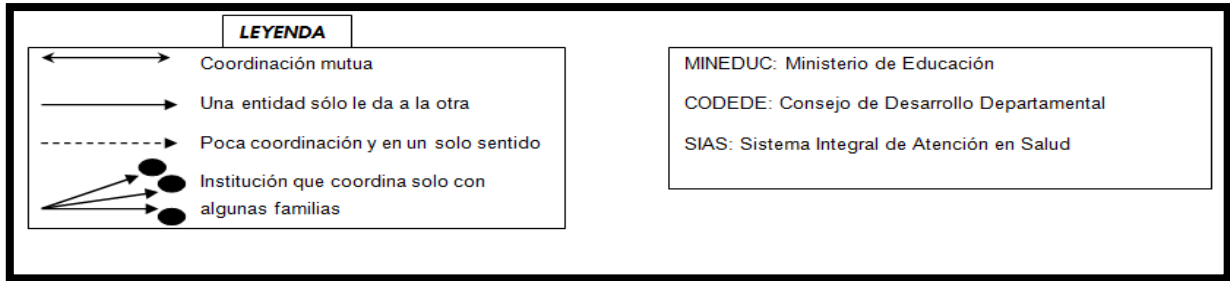 LEYENDA
Coordinación mutua
Una entidad sólo le da a la otra
Poca coordinación y en un solo sentido
Institución que coordina solo con
algunas familias
MINEDUC: Ministerio de Educación
CODEDE: Consejo de Desarrollo Departamental
SIAS: Sistema Integral de Atención en Salud